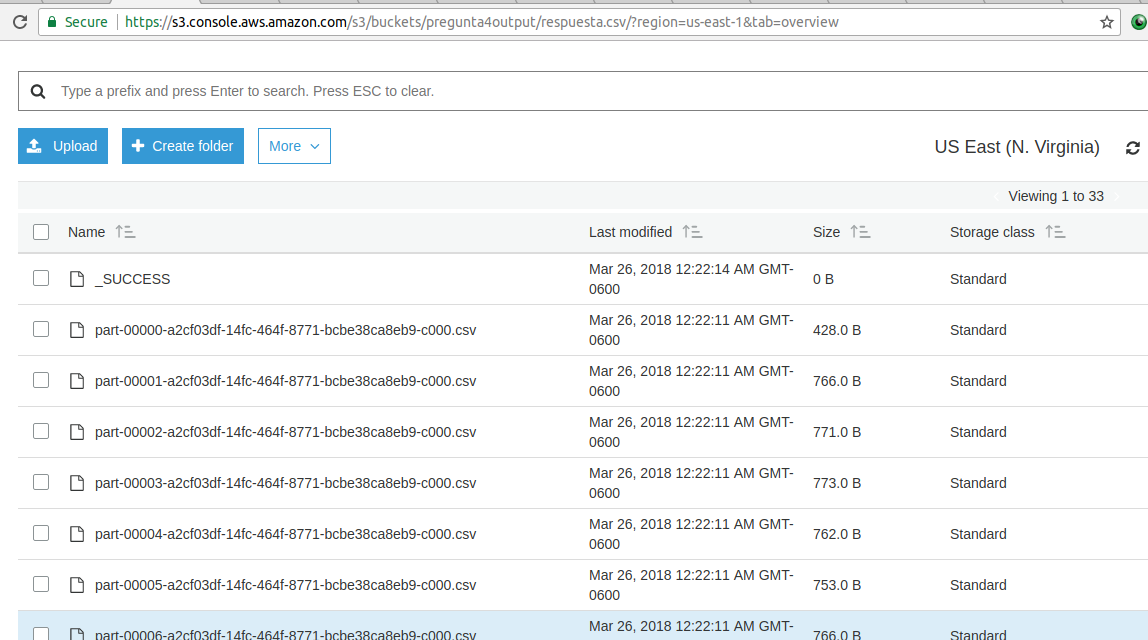 Secure https://s3.console.aws.amazon.com/s3/buckets/pregunta4output/respuesta.csv/?region=us-east-1&tab=overview
Type a prefix and press Enter to search. Press ESC to clear.
Upload Create folder More US East (N. Virginia)
Viewing 1 to 33
Name Last modified Size Storage class
_SUCCESS Mar 26, 2018 12:22:14 AM GMT- 0 B Standard
0600
part-00000-a2cf03df-14fc-464f-8771-bcbe38ca8eb9-c000.csv Mar 26, 2018 12:22:11 AM GMT- 428.0 B Standard
0600
part-00001-a2cf03df-14fc-464f-8771-bcbe38ca8eb9-c000.csv Mar 26, 2018 12:22:11 AM GMT- 766.0 B Standard
0600
part-00002-a2cf03df-14fc-464f-8771-bcbe38ca8eb9-c000.csv Mar 26, 2018 12:22:11 AM GMT- 771.0 B Standard
0600
part-00003-a2cf03df-14fc-464f-8771-bcbe38ca8eb9-c000.csv Mar 26, 2018 12:22:11 AM GMT- 773.0 B Standard
0600
part-00004-a2cf03df-14fc-464f-8771-bcbe38ca8eb9-c000.csv Mar 26, 2018 12:22:11 AM GMT- 762.0 B Standard
0600
part-00005-a2cf03df-14fc-464f-8771-bcbe38ca8eb9-c000.csv Mar 26, 2018 12:22:11 AM GMT- 753.0 B Standard
0600
part-00006-a2cf03df-14fc-464f-8771-bcbe38ca8eb9-c000.csv Mar 26, 2018 12:22:11 AM GMT- 766.0 B Standard